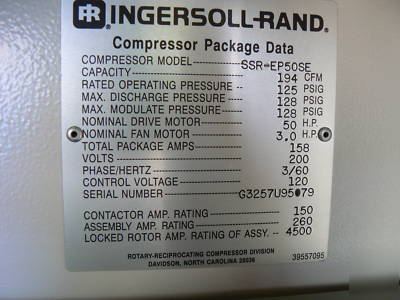 IR INGERSOLL-RAND®
Compressor Package Data
COMPRESSOR MODEL SSR-EP50SE
CAPACITY 194 CFM
RATED OPERATING PRESSURE 125 PSIG
MAX. DISCHARGE PRESSURE 128 PSIG
MAX. MODULATE PRESSURE 128 PSIG
NOMINAL DRIVE MOTOR 50 H.P.
NOMINAL FAN MOTOR 3.0 H.P.
TOTAL PACKAGE AMPS 158
VOLTS 200
PHASE/HERTZ 3/60
CONTROL VOLTAGE 120
SERIAL NUMBER G3257U95079
CONTACTOR AMP. RATING 150
ASSEMBLY AMP. RATING 260
LOCKED ROTOR AMP. RATING OF ASSY. 4500
ROTARY-RECIPROCATING COMPRESSOR DIVISION
DAVIDSON, NORTH CAROLINA 28036
39557095